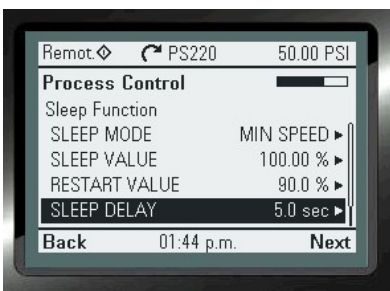 Remot. PS220 50.00 PSI
Process Control
Sleep Function
SLEEP MODE MIN SPEED
SLEEP VALUE 100.00 %
RESTART VALUE 90.0 %
SLEEP DELAY 5.0 sec
Back 01:44 p.m. Next